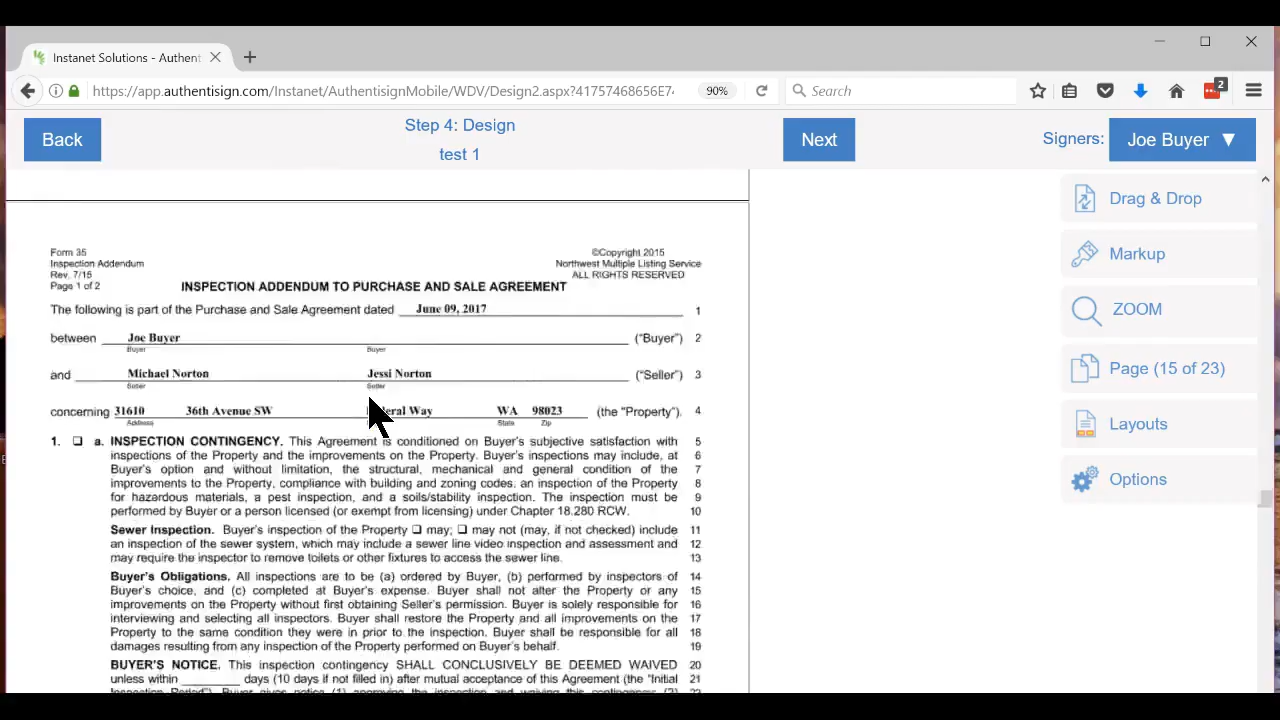 Instanet Solutions - Authent
https://app.authentisign.com/Instanet/AuthentisignMobile/WDV/Design2.aspx?41757468656E74
90%
Search
2
Back
Step 4: Design
test 1
Next
Signers:
Joe Buyer ▼
Drag & Drop
Markup
ZOOM
Page (15 of 23)
Layouts
Options
Form 35
Inspection Addendum
Rev. 7/15
Page 1 of 2
©Copyright 2015
Northwest Multiple Listing Service
ALL RIGHTS RESERVED
INSPECTION ADDENDUM TO PURCHASE AND SALE AGREEMENT
The following is part of the Purchase and Sale Agreement dated June 09, 2017 1
between Joe Buyer ("Buyer") 2
Buyer Buyer
and Michael Norton Jessi Norton ("Seller") 3
Seller Seller
concerning 31610 36th Avenue SW Way WA 98023 (the "Property"). 4
Address State Zip
1. ☐ a. INSPECTION CONTINGENCY. This Agreement is conditioned on Buyer's subjective satisfaction with 5
inspections of the Property and the improvements on the Property. Buyer's inspections may include, at 6
Buyer's option and without limitation, the structural, mechanical and general condition of the 7
improvements to the Property, compliance with building and zoning codes, an inspection of the Property 8
for hazardous materials, a pest inspection, and a soils/stability inspection. The inspection must be 9
performed by Buyer or a person licensed (or exempt from licensing) under Chapter 18.280 RCW. 10
Sewer Inspection. Buyer's inspection of the Property ☐ may; ☐ may not (may, if not checked) include 11
an inspection of the sewer system, which may include a sewer line video inspection and assessment and 12
may require the inspector to remove toilets or other fixtures to access the sewer line. 13
Buyer's Obligations. All inspections are to be (a) ordered by Buyer, (b) performed by inspectors of 14
Buyer's choice, and (c) completed at Buyer's expense. Buyer shall not alter the Property or any 15
improvements on the Property without first obtaining Seller's permission. Buyer is solely responsible for 16
interviewing and selecting all inspectors. Buyer shall restore the Property and all improvements on the 17
Property to the same condition they were in prior to the inspection. Buyer shall be responsible for all 18
damages resulting from any inspection of the Property performed on Buyer's behalf. 19
BUYER'S NOTICE. This inspection contingency SHALL CONCLUSIVELY BE DEEMED WAIVED 20
unless within ________ days (10 days if not filled in) after mutual acceptance of this Agreement (the "Initial 21
Inspection Period"), Buyer gives notice (1) approving the inspection and waiving this contingency; (2) 22